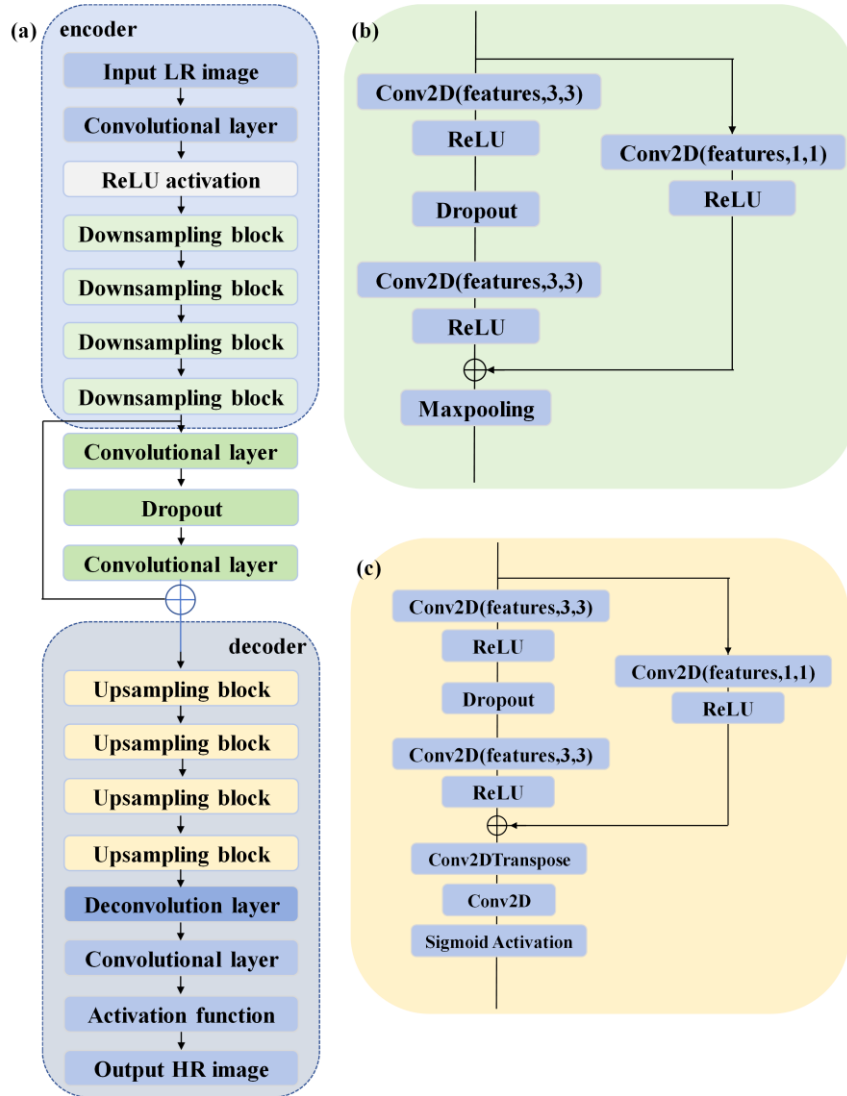 (a)
encoder
Input LR image
Convolutional layer
ReLU activation
Downsampling block
Downsampling block
Downsampling block
Downsampling block
Convolutional layer
Dropout
Convolutional layer
decoder
Upsampling block
Upsampling block
Upsampling block
Upsampling block
Deconvolution layer
Convolutional layer
Activation function
Output HR image
(b)
Conv2D(features,3,3)
ReLU
Dropout
Conv2D(features,3,3)
ReLU
Conv2D(features,1,1)
ReLU
Maxpooling
(c)
Conv2D(features,3,3)
ReLU
Dropout
Conv2D(features,3,3)
ReLU
Conv2D(features,1,1)
ReLU
Conv2DTranspose
Conv2D
Sigmoid Activation